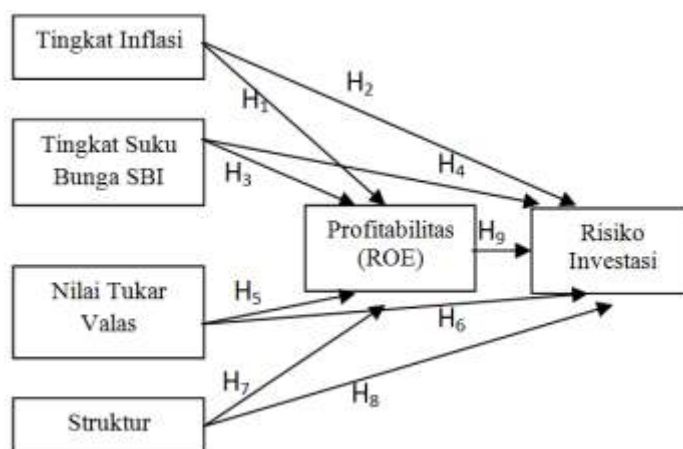 Tingkat Inflasi
H₂
H₁
Tingkat Suku
Bunga SBI
H₃
H₄
Profitabilitas
(ROE)
H₉
Risiko
Investasi
Nilai Tukar
Valas
H₅
H₆
H₇
H₈
Struktur